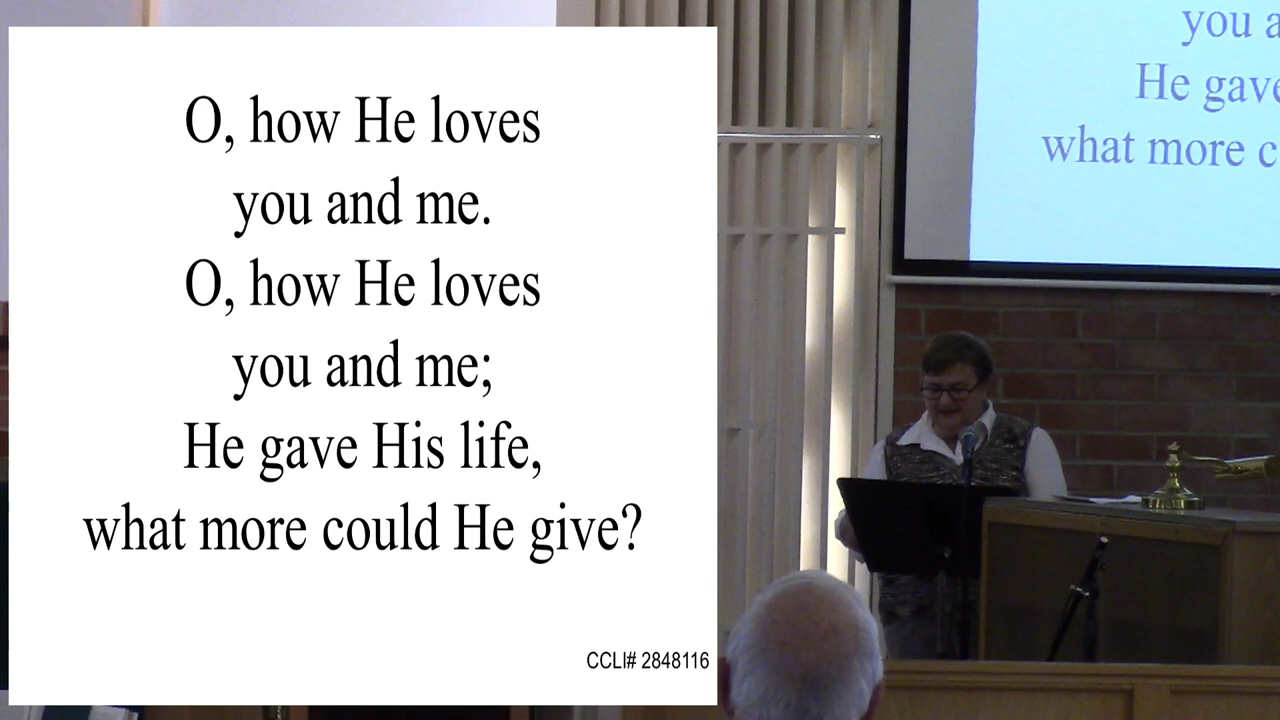 O, how He loves
you and me.
O, how He loves
you and me;
He gave His life,
what more could He give?
CCLI# 2848116
you
He gave
what more